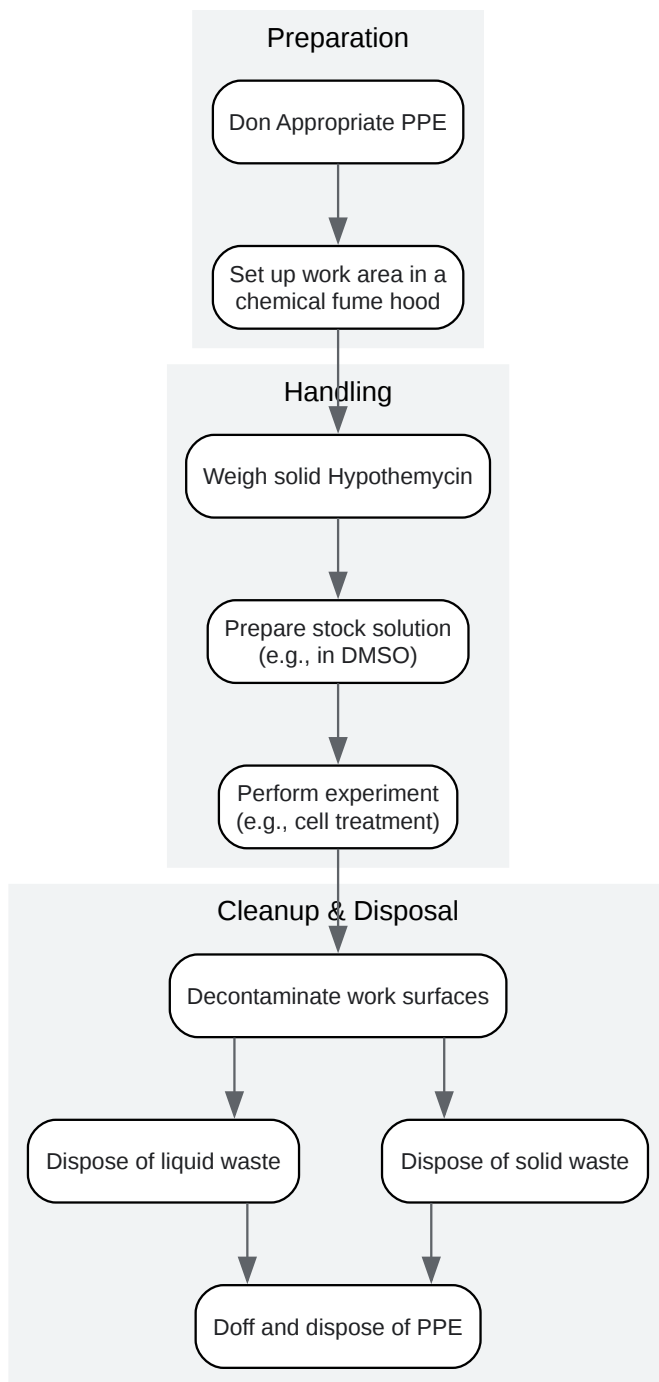 Preparation
Don Appropriate PPE
Set up work area in a
chemical fume hood
Handling
Weigh solid Hypothemycin
Prepare stock solution
(e.g., in DMSO)
Perform experiment
(e.g., cell treatment)
Cleanup & Disposal
Decontaminate work surfaces
Dispose of liquid waste
Dispose of solid waste
Doff and dispose of PPE